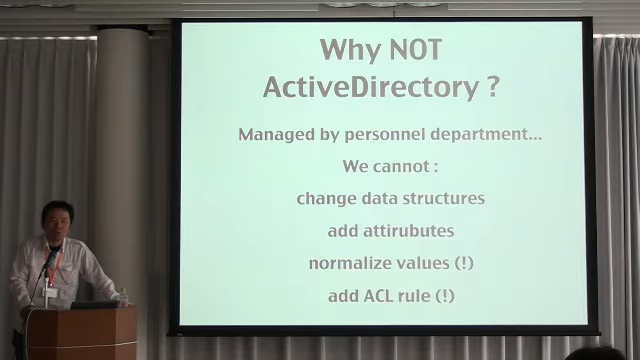 Why NOT
ActiveDirectory ?
Managed by personnel department...
We cannot :
change data structures
add attirubutes
normalize values (!)
add ACL rule (!)